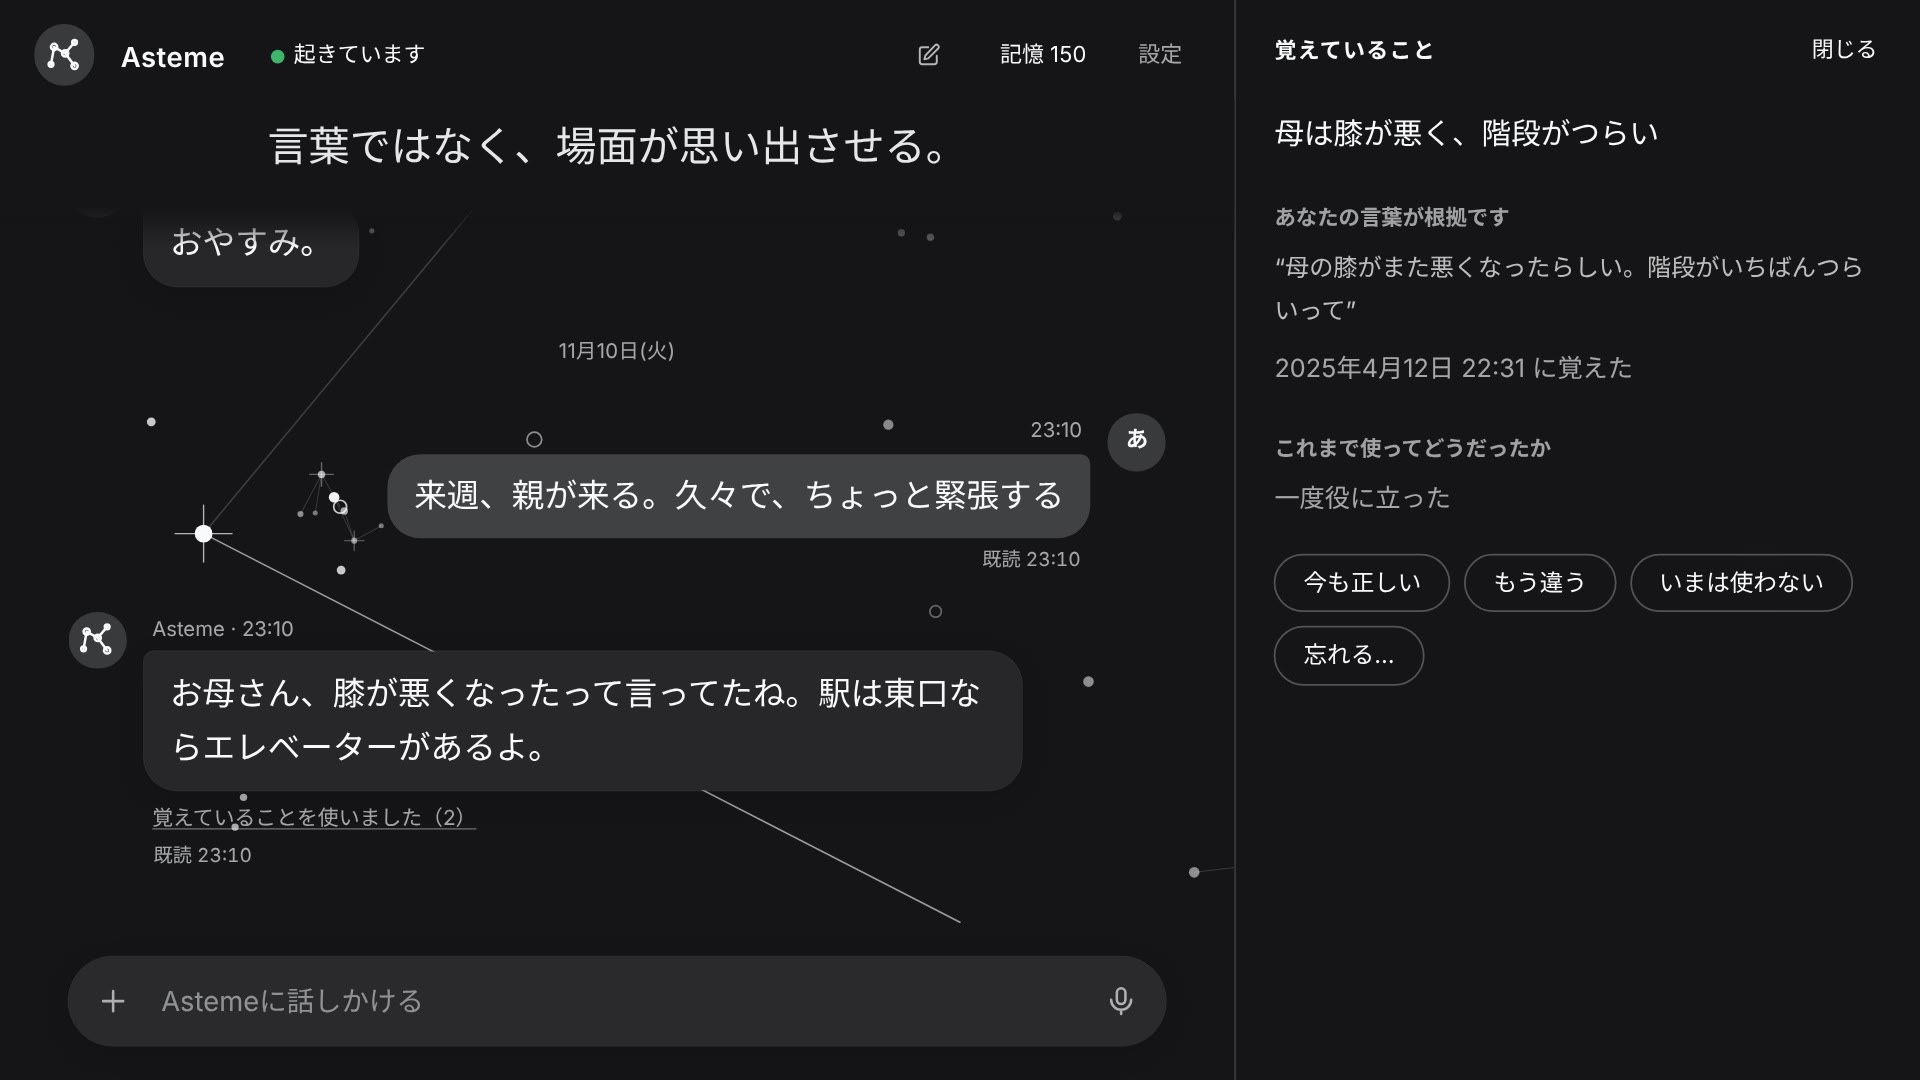 Asteme
起きています
記憶 150
設定
言葉ではなく、場面が思い出させる。
おやすみ。
11月10日(火)
23:10
あ
来週、親が来る。久々で、ちょっと緊張する
既読 23:10
Asteme · 23:10
お母さん、膝が悪くなったって言ってたね。駅は東口な
らエレベーターがあるよ。
覚えていることを使いました（2）
既読 23:10
Astemeに話しかける
覚えていること
閉じる
母は膝が悪く、階段がつらい
あなたの言葉が根拠です
“母の膝がまた悪くなったらしい。階段がいちばんつら
いって”
2025年4月12日 22:31 に覚えた
これまで使ってどうだったか
一度役に立った
今も正しい
もう違う
いまは使わない
忘れる…